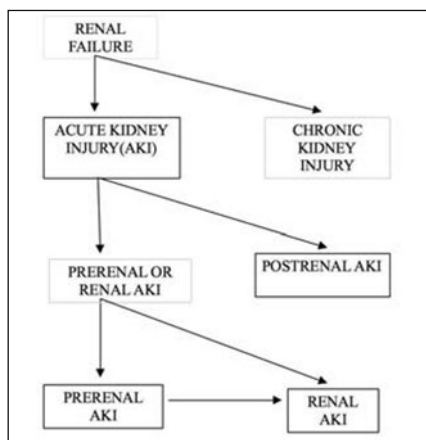 RENAL
FAILURE
ACUTE KIDNEY
INJURY(AKI)
CHRONIC
KIDNEY
INJURY
PRERENAL OR
RENAL AKI
POSTRENAL AKI
PRERENAL
AKI
RENAL
AKI